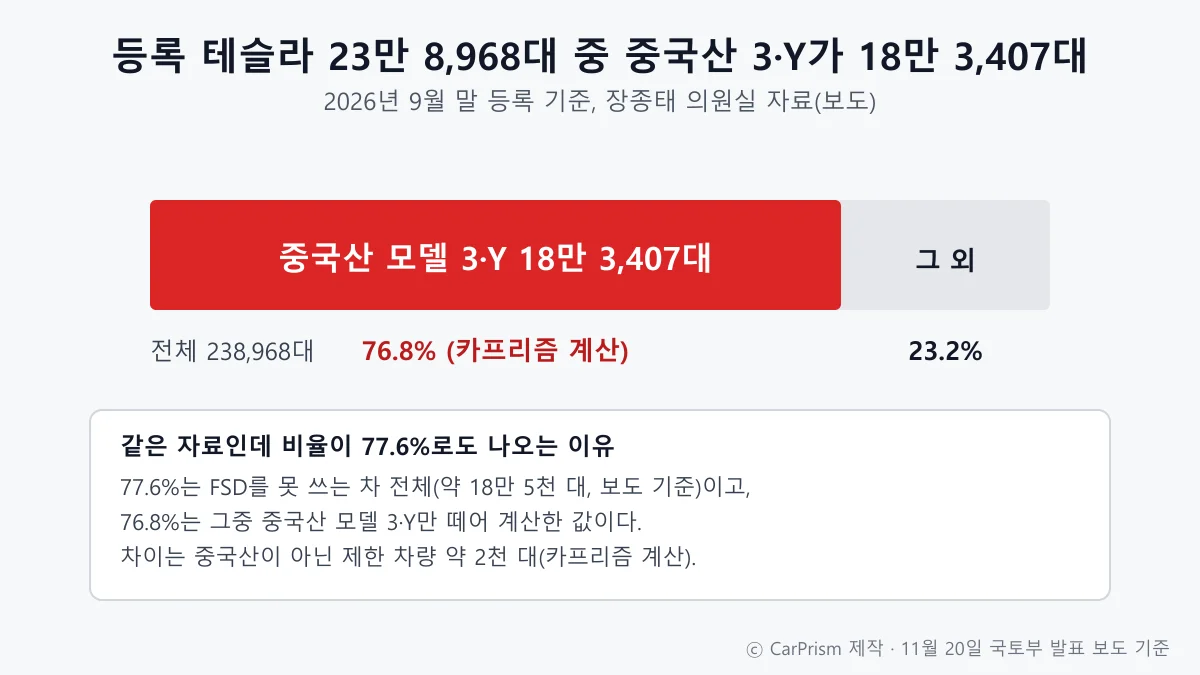 등록 테슬라 23만 8,968대 중 중국산 3·Y가 18만 3,407대
2026년 9월 말 등록 기준, 장종태 의원실 자료(보도)
중국산 모델 3·Y 18만 3,407대
그 외
전체 238,968대
76.8% (카프리즘 계산)
23.2%
같은 자료인데 비율이 77.6%로도 나오는 이유
77.6%는 FSD를 못 쓰는 차 전체(약 18만 5천 대, 보도 기준)이고,
76.8%는 그중 중국산 모델 3·Y만 떼어 계산한 값이다.
차이는 중국산이 아닌 제한 차량 약 2천 대(카프리즘 계산).
ⓒ CarPrism 제작 · 11월 20일 국토부 발표 보도 기준